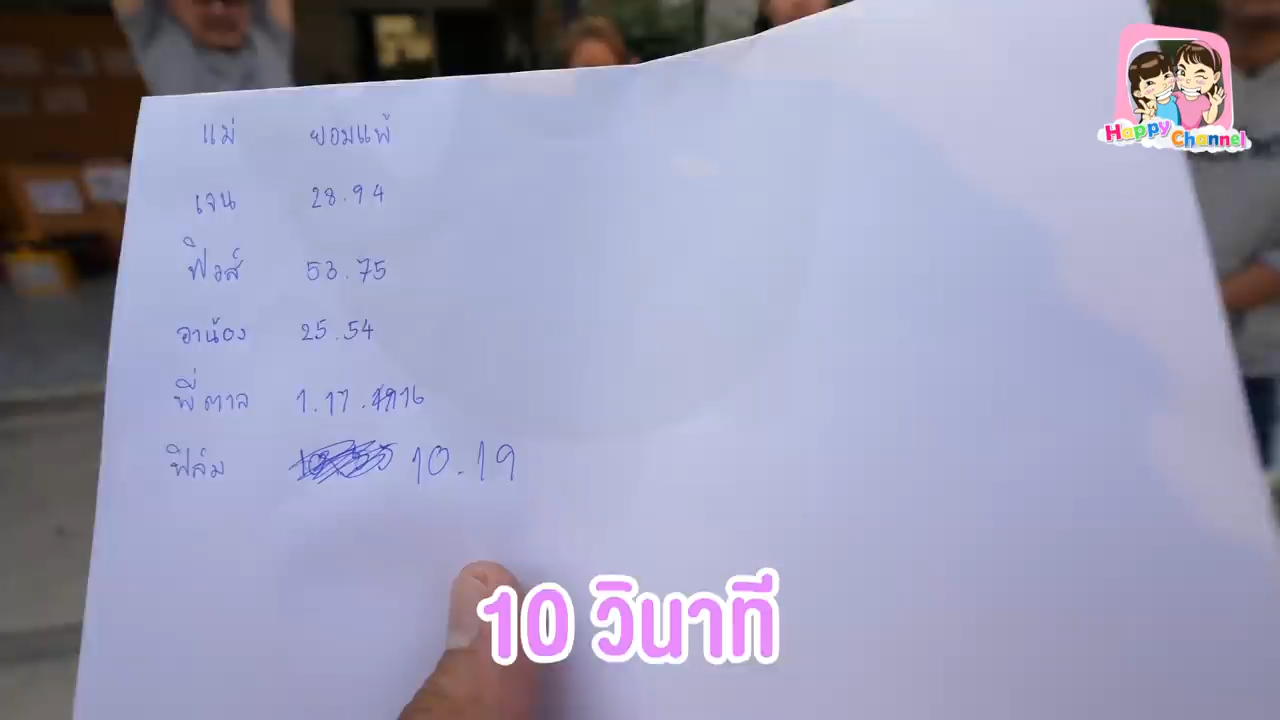 แม่ ยอมแพ้
เจน 28.94
ฟิวส์ 53.75
อาน้อง 25.54
พี่ตาล 1.17.16
ฟิล์ม 10.19
10 วินาที
Happy Channel